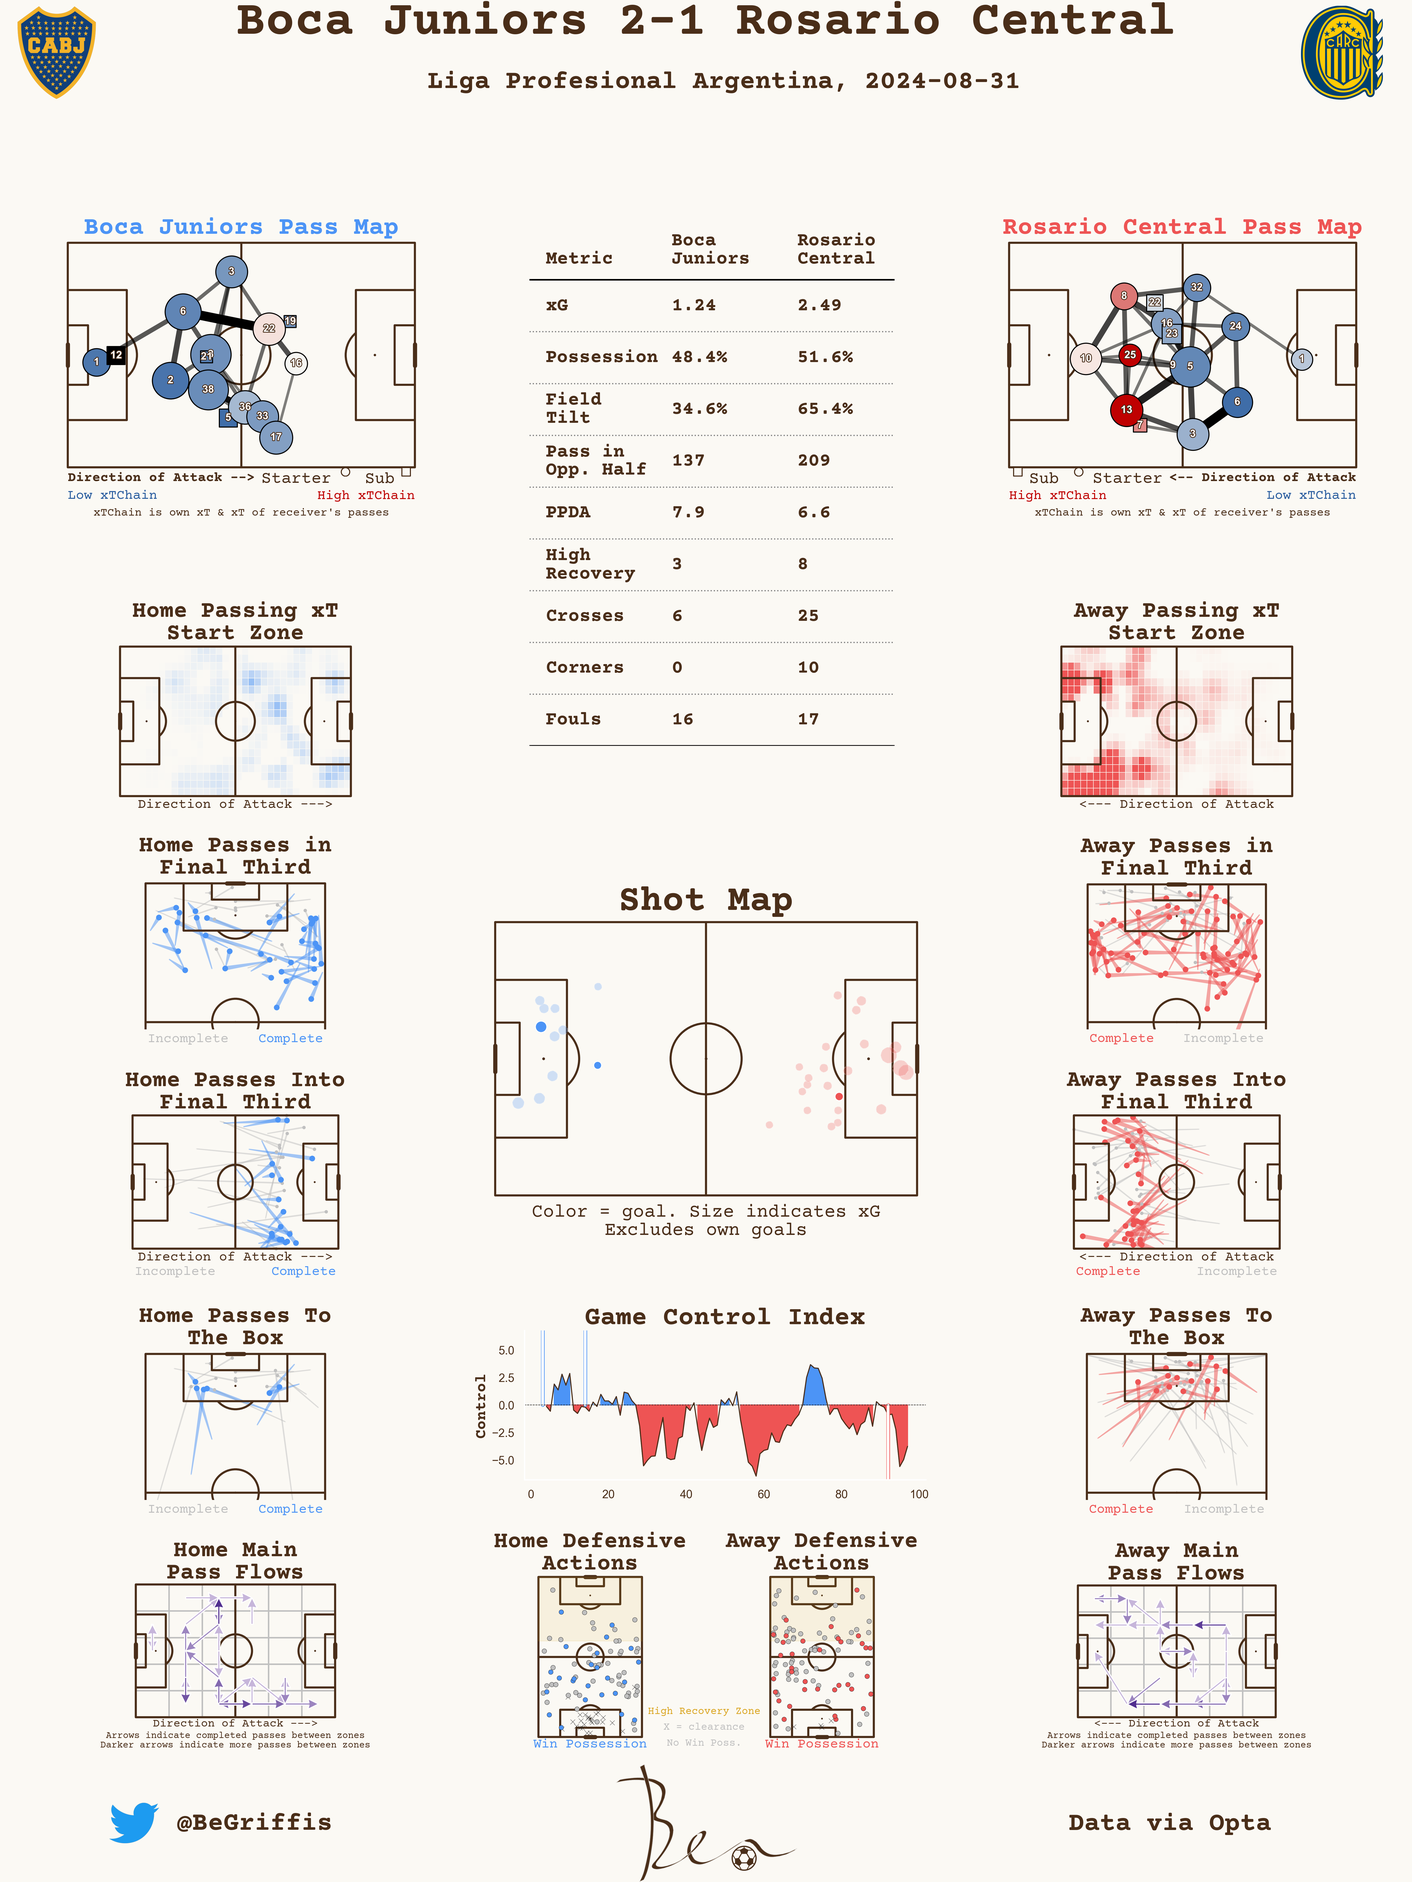 Boca Juniors 2-1 Rosario Central
Liga Profesional Argentina, 2024-08-31
CABJ
CARC
Boca Juniors Pass Map
3
6
22
19
12
1
21
16
2
38
36
5
33
17
Direction of Attack --> Starter Sub
Low xTChain High xTChain
xTChain is own xT & xT of receiver's passes
Metric Boca Juniors Rosario Central
xG 1.24 2.49
Possession 48.4% 51.6%
Field Tilt 34.6% 65.4%
Pass in Opp. Half 137 209
PPDA 7.9 6.6
High Recovery 3 8
Crosses 6 25
Corners 0 10
Fouls 16 17
Rosario Central Pass Map
32
8
22
16
23
24
10
25
9
5
1
13
6
7
3
Sub Starter <-- Direction of Attack
High xTChain Low xTChain
xTChain is own xT & xT of receiver's passes
Home Passing xT
Start Zone
Direction of Attack --->
Away Passing xT
Start Zone
<--- Direction of Attack
Home Passes in
Final Third
Incomplete Complete
Away Passes in
Final Third
Complete Incomplete
Shot Map
Color = goal. Size indicates xG
Excludes own goals
Home Passes Into
Final Third
Direction of Attack --->
Incomplete Complete
Away Passes Into
Final Third
<--- Direction of Attack
Complete Incomplete
Home Passes To
The Box
Incomplete Complete
Game Control Index
Control
5.0
2.5
0.0
−2.5
−5.0
0 20 40 60 80 100
Away Passes To
The Box
Complete Incomplete
Home Main
Pass Flows
Direction of Attack --->
Arrows indicate completed passes between zones
Darker arrows indicate more passes between zones
Home Defensive
Actions
Win Possession
Away Defensive
Actions
Win Possession
High Recovery Zone
X = clearance
No Win Poss.
Away Main
Pass Flows
<--- Direction of Attack
Arrows indicate completed passes between zones
Darker arrows indicate more passes between zones
@BeGriffis
Ben
Data via Opta